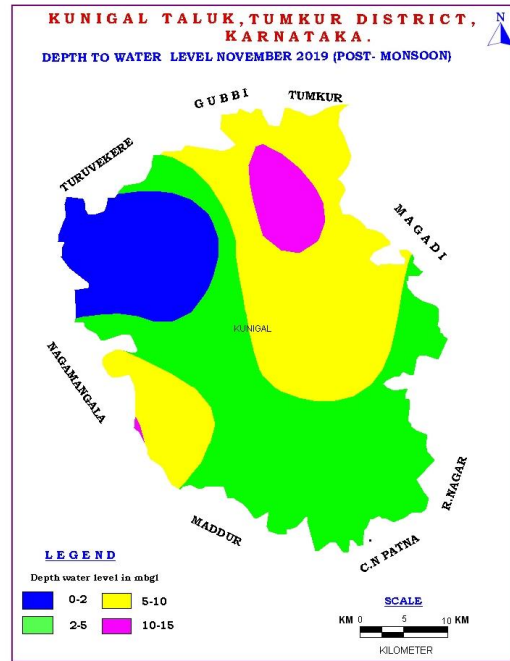 KUNIGAL TALUK, TUMKUR DISTRICT,
KARNATAKA.
N
DEPTH TO WATER LEVEL NOVEMBER 2019 (POST- MONSOON)
GUBBI TUMKUR
TURUVEKERE
MAGADI
KUNIGAL
NAGAMANGALA
R.NAGAR
MADDUR
C.N PATNA
LEGEND
Depth water level in mbgl
0-2 5-10
2-5 10-15
SCALE
KM 0 5 10 KM
KILOMETER